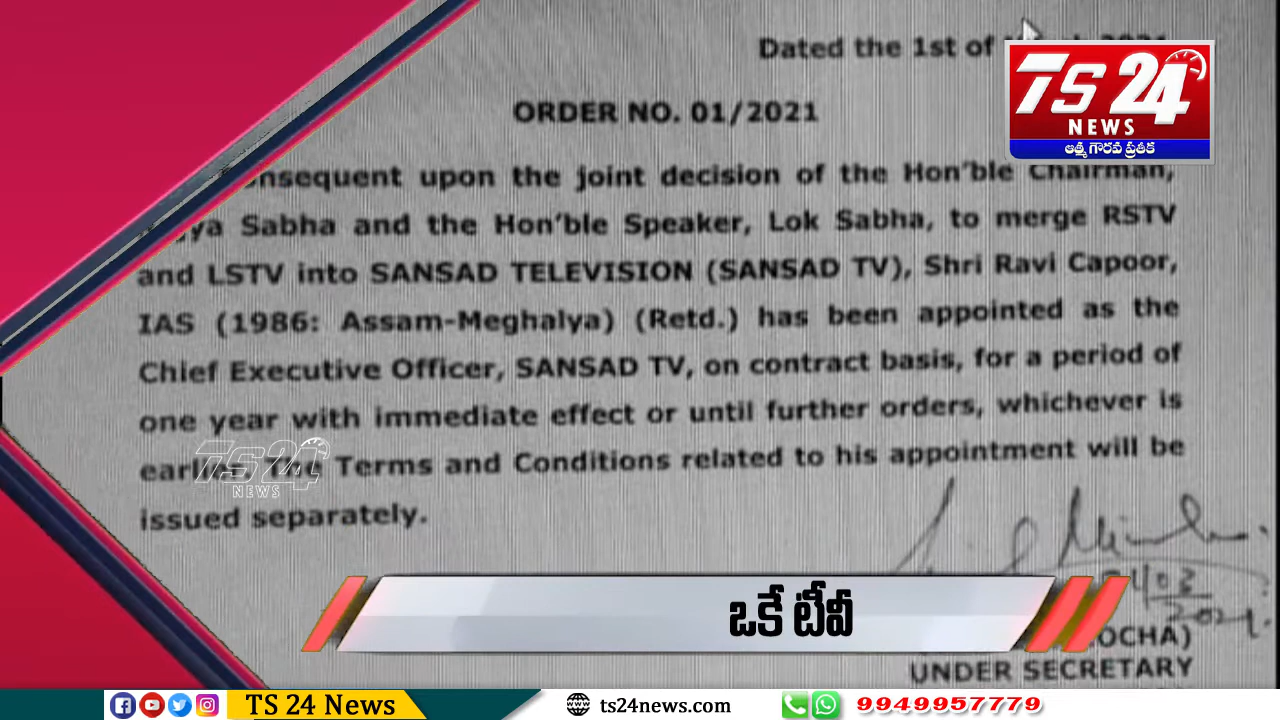 Dated the 1st of
TS 24
NEWS
ఆత్మ గౌరవ ప్రతీక
ORDER NO. 01/2021
upon the joint decision of the Hon’ble Chairman,
Sabha and the Hon’ble Speaker, Lok Sabha, to merge RSTV
and LSTV into SANSAD TELEVISION (SANSAD TV), Shri Ravi Capoor,
IAS (1986: Assam-Meghalya) (Retd.) has been appointed as the
Chief Executive Officer, SANSAD TV, on contract basis, for a period of
one year with immediate effect or until further orders, whichever is
Terms and Conditions related to his appointment will be
TS 24
NEWS
issued separately.
ఒకే టీవీ
UNDER SECRETARY
TS 24 News
ts24news.com
9949957779